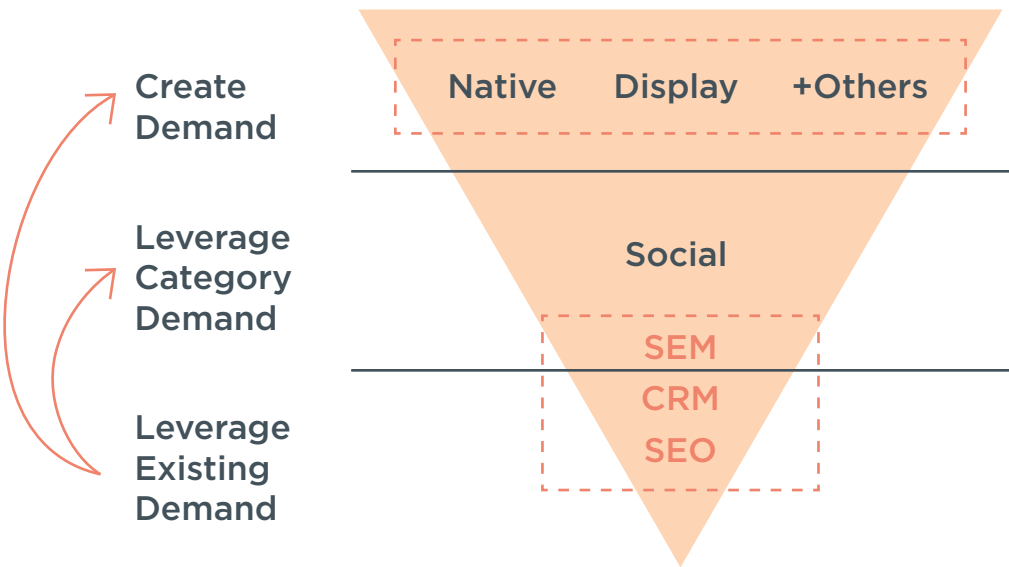 Create
Demand
Native Display +Others
Leverage
Category
Demand
Social
SEM
CRM
SEO
Leverage
Existing
Demand